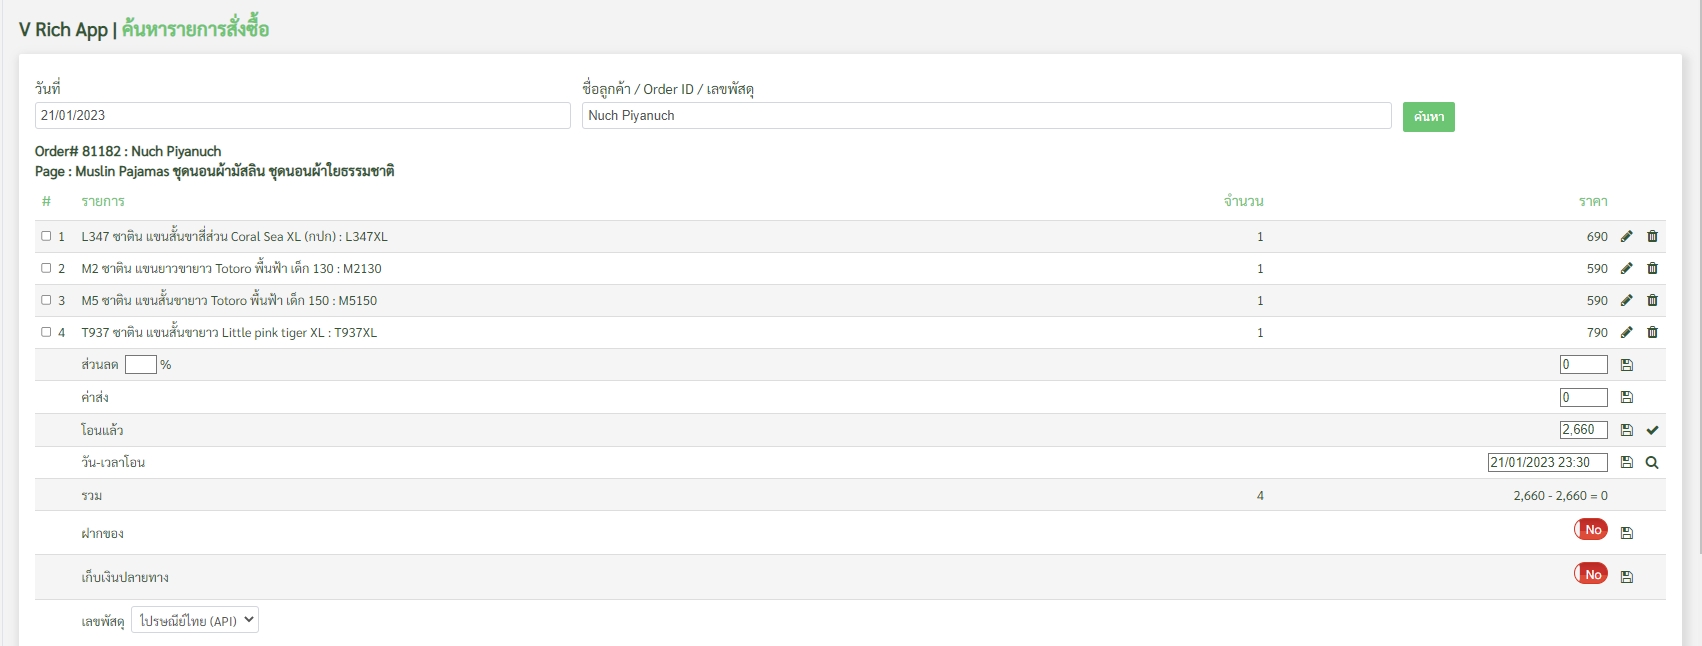 V Rich App | ค้นหารายการสั่งซื้อ
วันที่ ชื่อลูกค้า / Order ID / เลขพัสดุ
21/01/2023 Nuch Piyanuch ค้นหา
Order# 81182 : Nuch Piyanuch
Page : Muslin Pajamas ชุดนอนผ้ามัสลิน ชุดนอนผ้าใยธรรมชาติ
# รายการ จำนวน ราคา
1 L347 ซาติน แขนสั้นขาสี่ส่วน Coral Sea XL (กปก) : L347XL 1 690
2 M2 ซาติน แขนยาวขายาว Totoro พื้นฟ้า เด็ก 130 : M2130 1 590
3 M5 ซาติน แขนสั้นขายาว Totoro พื้นฟ้า เด็ก 150 : M5150 1 590
4 T937 ซาติน แขนสั้นขายาว Little pink tiger XL : T937XL 1 790
ส่วนลด % 0
ค่าส่ง 0
โอนแล้ว 2,660
วัน-เวลาโอน 21/01/2023 23:30
รวม 4 2,660 - 2,660 = 0
ฝากของ No
เก็บเงินปลายทาง No
เลขพัสดุ ไปรษณีย์ไทย (API)